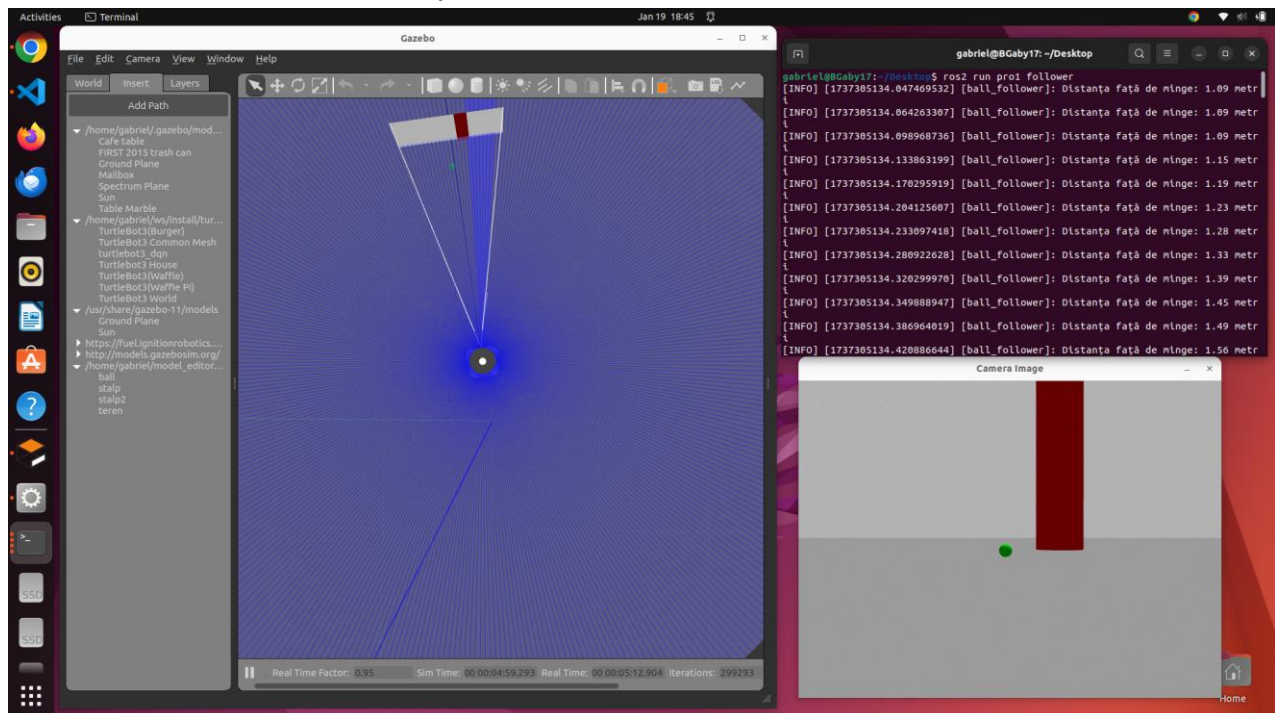 Activities
Terminal
Jan 19 18:45
Gazebo
File Edit Camera View Window Help
World Insert Layers
Add Path
/home/gabriel/.gazebo/mod...
Cafe table
FIRST 2015 trash can
Ground Plane
Mailbox
Spectrum Plane
Sun
Table Marble
/home/gabriel/ws/install/tur...
TurtleBot3(Burger)
TurtleBot3 Common Mesh
turtlebot3_dqn
Turtlebot3 House
TurtleBot3(Waffle)
TurtleBot3(Waffle Pi)
TurtleBot3 World
/usr/share/gazebo-11/models
Ground Plane
Sun
https://fuel.ignitionrobotics....
http://models.gazebosim.org/
/home/gabriel/model_editor...
ball
stalp
stalp2
teren
Real Time Factor: 0.95 Sim Time: 00 00:04:59.293 Real Time: 00 00:05:12.904 Iterations: 299293
gabriel@BGaby17: ~/Desktop
gabriel@BGaby17:~/Desktop$ ros2 run pro1 follower
[INFO] [1737305134.047469532] [ball_follower]: Distanța față de minge: 1.09 metr
i
[INFO] [1737305134.064263307] [ball_follower]: Distanța față de minge: 1.09 metr
i
[INFO] [1737305134.098968736] [ball_follower]: Distanța față de minge: 1.09 metr
i
[INFO] [1737305134.133863199] [ball_follower]: Distanța față de minge: 1.15 metr
i
[INFO] [1737305134.170295919] [ball_follower]: Distanța față de minge: 1.19 metr
i
[INFO] [1737305134.204125607] [ball_follower]: Distanța față de minge: 1.23 metr
i
[INFO] [1737305134.233097418] [ball_follower]: Distanța față de minge: 1.28 metr
i
[INFO] [1737305134.280922628] [ball_follower]: Distanța față de minge: 1.33 metr
i
[INFO] [1737305134.320299970] [ball_follower]: Distanța față de minge: 1.39 metr
i
[INFO] [1737305134.349888947] [ball_follower]: Distanța față de minge: 1.45 metr
i
[INFO] [1737305134.386964019] [ball_follower]: Distanța față de minge: 1.49 metr
i
[INFO] [1737305134.420886644] [ball_follower]: Distanța față de minge: 1.56 metr
Camera Image
SSD
SSD
Home